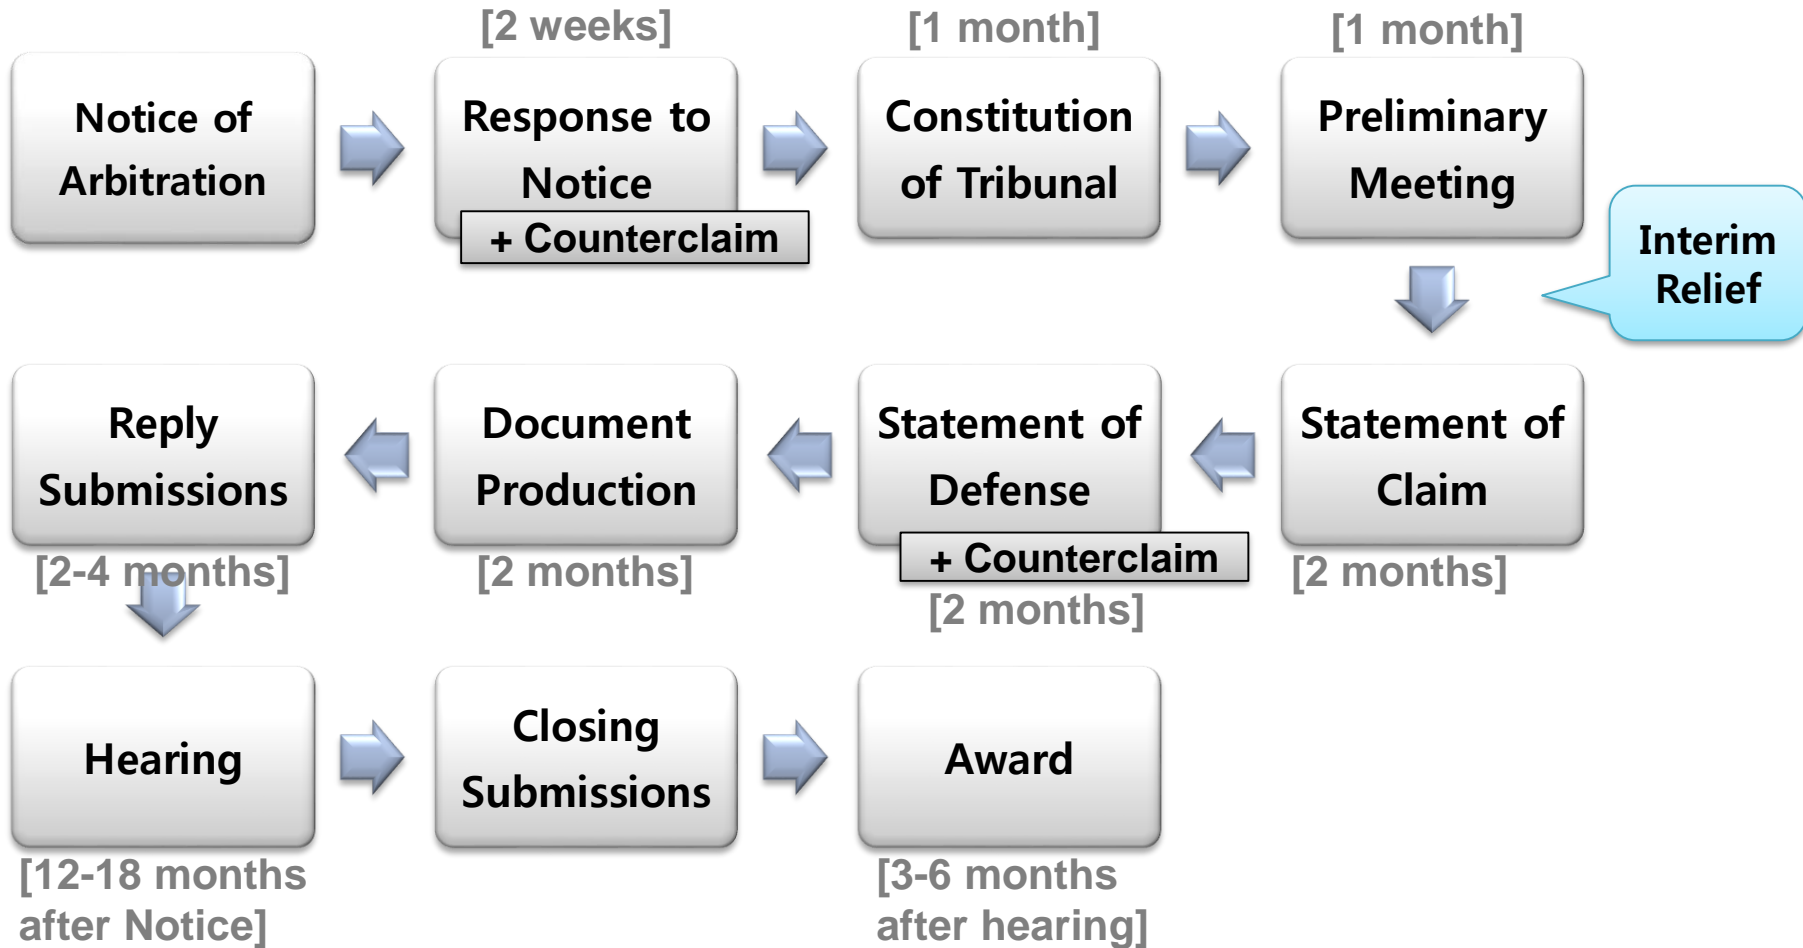 [2 weeks]
[1 month]
[1 month]
Notice of
Arbitration
Response to
Notice
+ Counterclaim
Constitution
of Tribunal
Preliminary
Meeting
Interim
Relief
Statement of
Claim
[2 months]
Statement of
Defense
+ Counterclaim
[2 months]
Document
Production
[2 months]
Reply
Submissions
[2-4 months]
Hearing
[12-18 months
after Notice]
Closing
Submissions
Award
[3-6 months
after hearing]